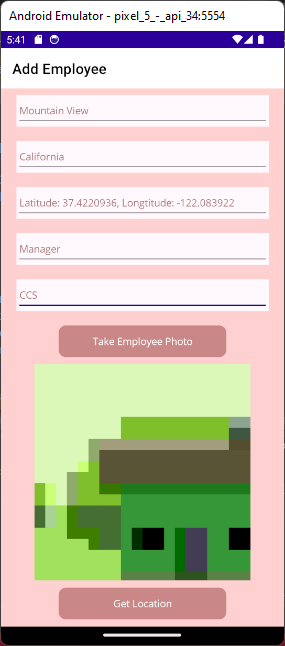 Android Emulator - pixel_5_-_api_34:5554
5:41
Add Employee
Mountain View
California
Latitude: 37.4220936, Longtitude: -122.083922
Manager
CCS
Take Employee Photo
Get Location